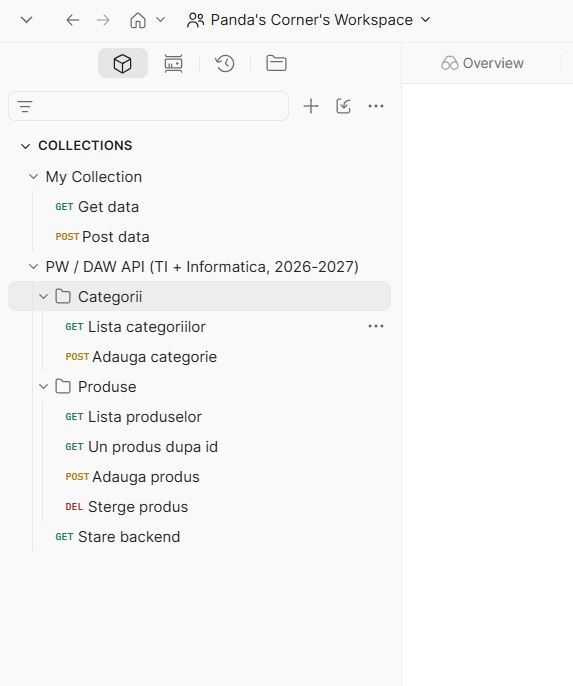 Panda's Corner's Workspace
Overview
COLLECTIONS
My Collection
GET Get data
POST Post data
PW / DAW API (TI + Informatica, 2026-2027)
Categorii
GET Lista categoriilor
POST Adauga categorie
Produse
GET Lista produselor
GET Un produs dupa id
POST Adauga produs
DEL Sterge produs
GET Stare backend